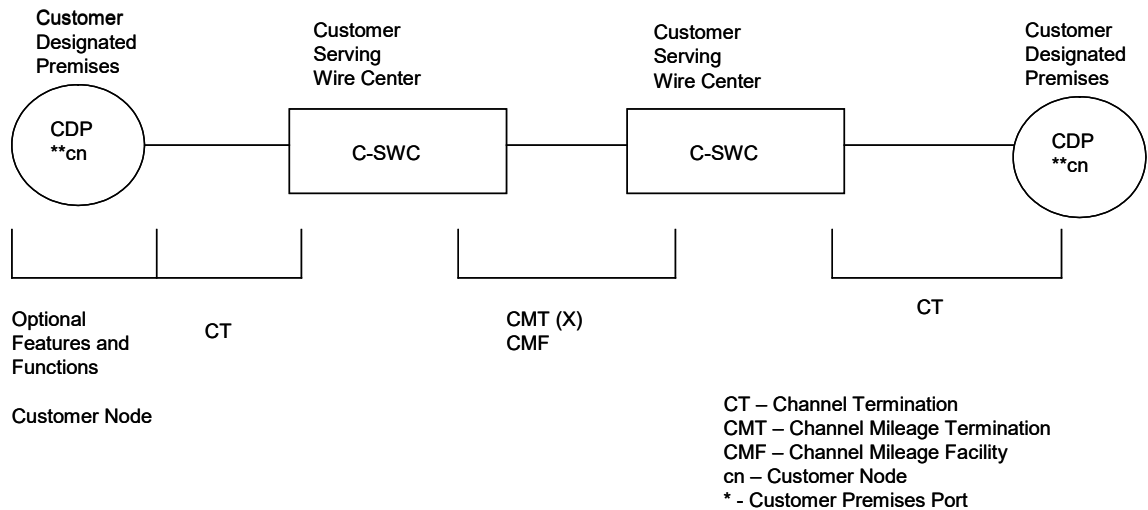 Customer
Designated
Premises
Customer
Serving
Wire Center
Customer
Serving
Wire Center
Customer
Designated
Premises
CDP
**cn
C-SWC
C-SWC
CDP
**cn
Optional
Features and
Functions
Customer Node
CT
CMT (X)
CMF
CT
CT – Channel Termination
CMT – Channel Mileage Termination
CMF – Channel Mileage Facility
cn – Customer Node
* - Customer Premises Port